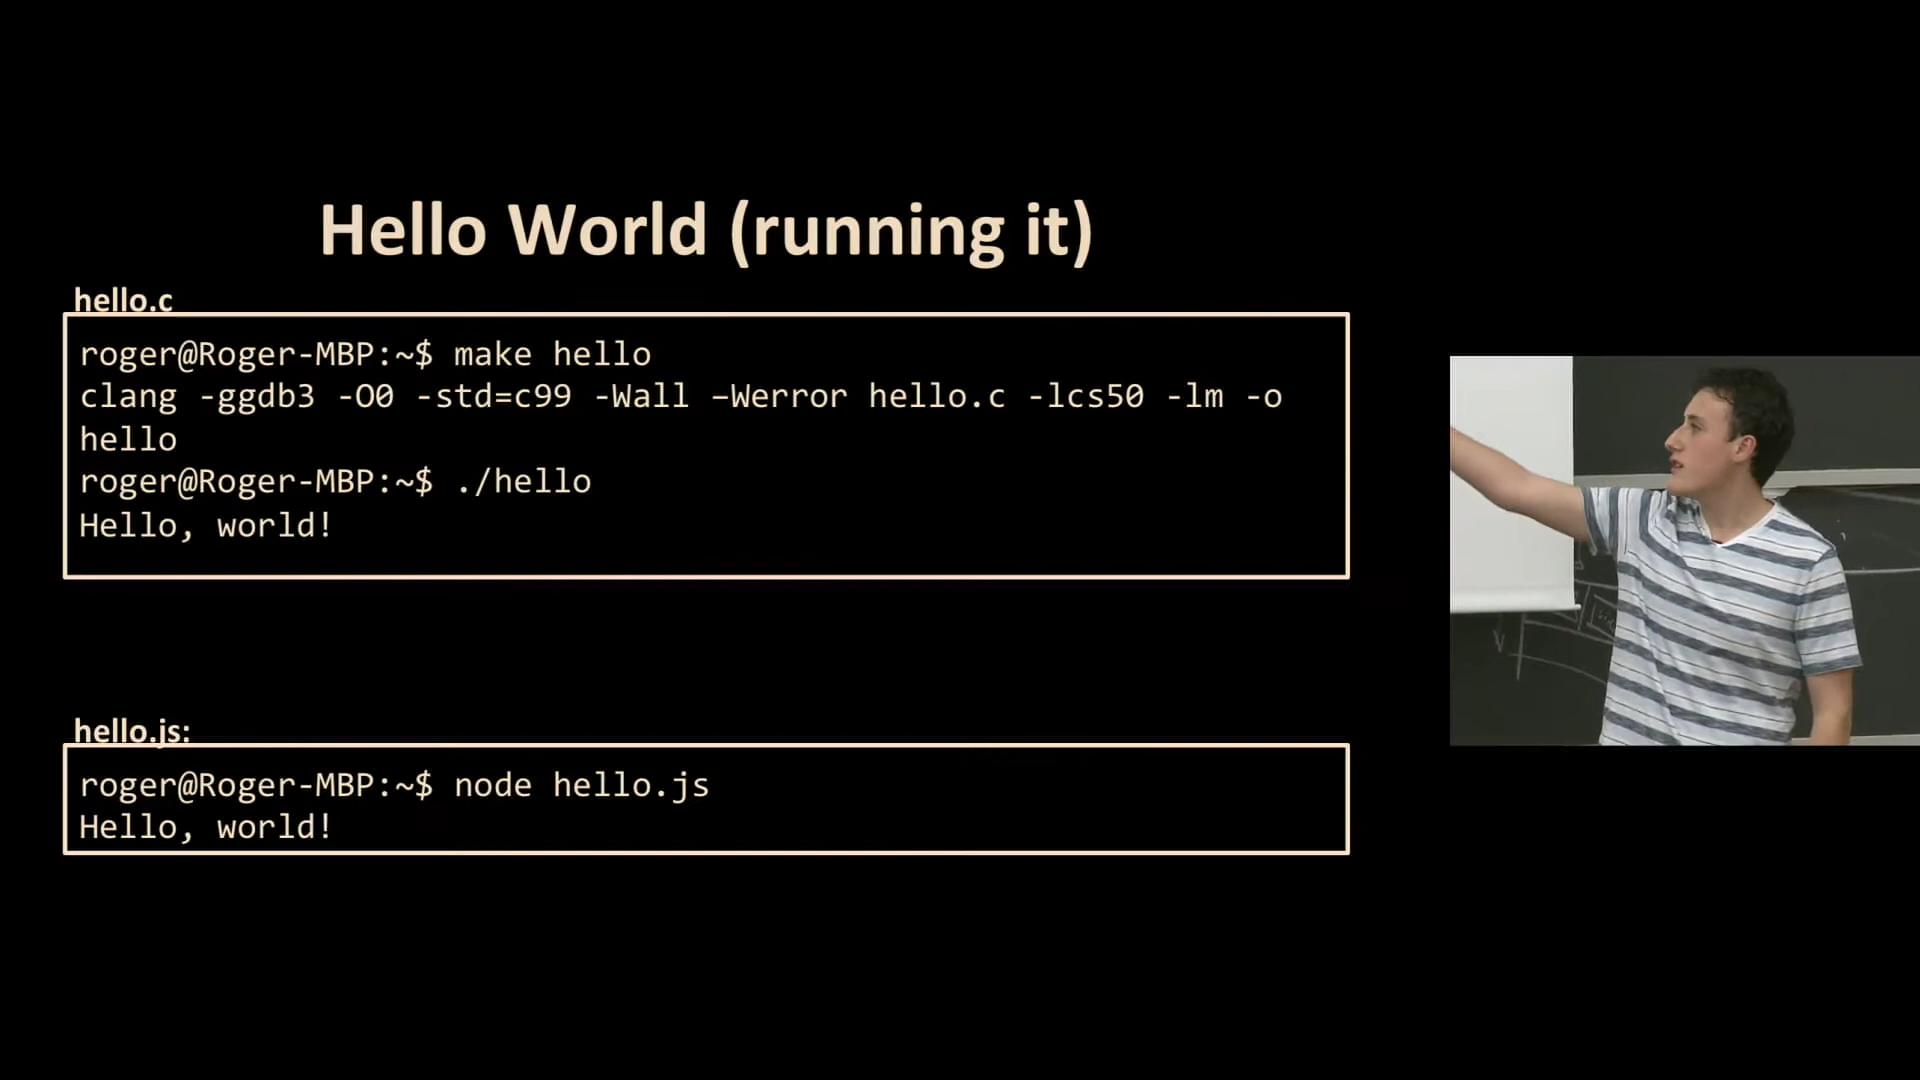 Hello World (running it)
hello.c
roger@Roger-MBP:~$ make hello
clang -ggdb3 -O0 -std=c99 -Wall –Werror hello.c -lcs50 -lm -o
hello
roger@Roger-MBP:~$ ./hello
Hello, world!
hello.js:
roger@Roger-MBP:~$ node hello.js
Hello, world!